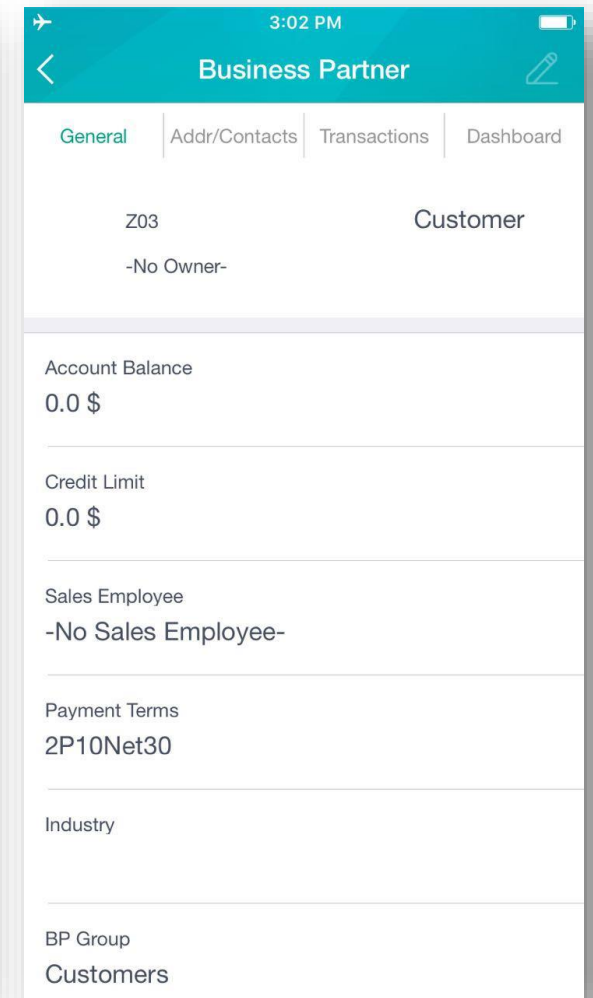 3:02 PM
Business Partner
General Addr/Contacts Transactions Dashboard
Z03 Customer
-No Owner-
Account Balance
0.0 $
Credit Limit
0.0 $
Sales Employee
-No Sales Employee-
Payment Terms
2P10Net30
Industry
BP Group
Customers